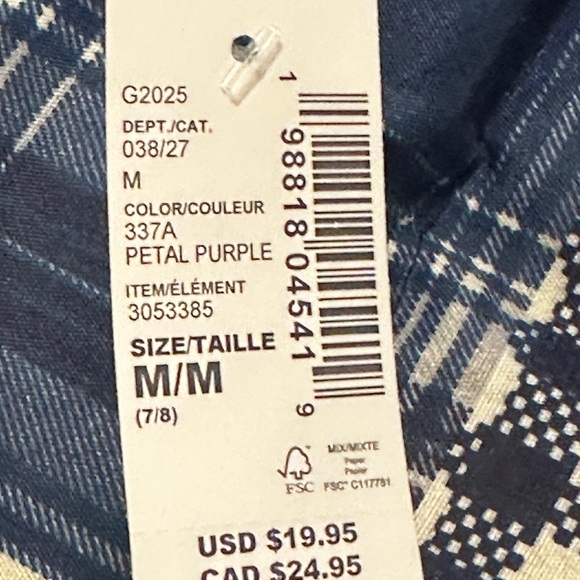 G2025
DEPT./CAT.
038/27
M
COLOR/COULEUR
337A
PETAL PURPLE
ITEM/ÉLÉMENT
3053385
SIZE/TAILLE
M/M
(7/8)
1 98818 04541 9
FSC
MIX/MIXTE
Paper
Papier
FSC® C117781
USD $19.95
CAD $24.95